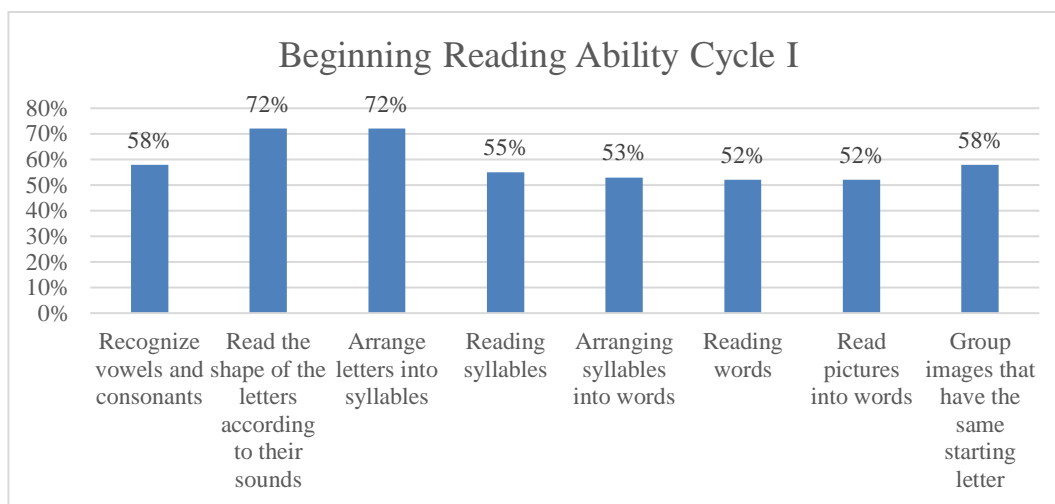 Beginning Reading Ability Cycle I
80%
70%
60%
50%
40%
30%
20%
10%
0%
58%
72%
72%
55%
53%
52%
52%
58%
Recognize
vowels and
consonants
Read the
shape of the
letters
according
to their
sounds
Arrange
letters into
syllables
Reading
syllables
Arranging
syllables
into words
Reading
words
Read
pictures
into words
Group
images that
have the
same
starting
letter